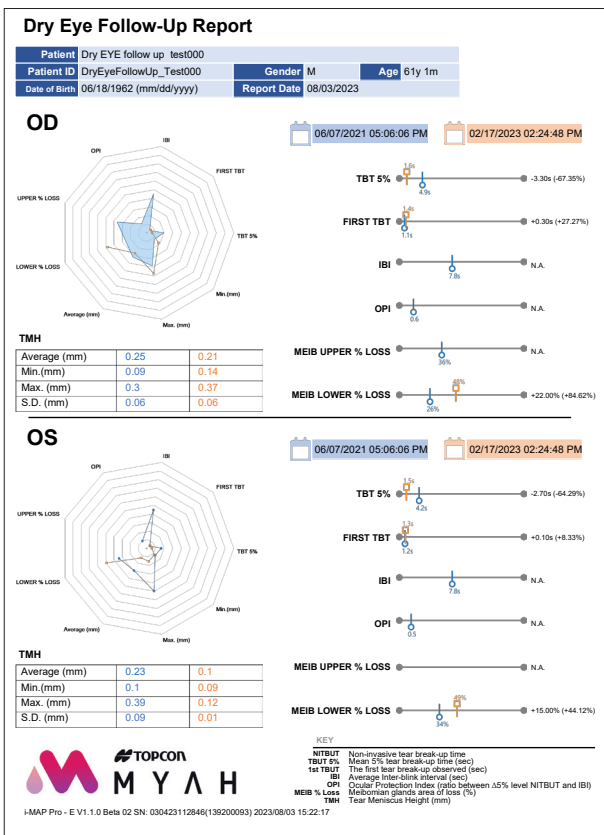 Dry Eye Follow-Up Report
Patient Dry EYE follow up test000
Patient ID DryEyeFollowUp_Test000 Gender M Age 61y 1m
Date of Birth 06/18/1962 (mm/dd/yyyy) Report Date 08/03/2023
OD
06/07/2021 05:06:06 PM 02/17/2023 02:24:48 PM
IBI
OPI
FIRST TBT
UPPER % LOSS
TBT 5%
LOWER % LOSS
Min.(mm)
Average (mm)
Max. (mm)
1.6s
TBT 5% -3.30s (-67.35%)
4.9s
1.4s
FIRST TBT +0.30s (+27.27%)
1.1s
IBI N.A.
7.8s
OPI N.A.
0.6
MEIB UPPER % LOSS N.A.
36%
48%
MEIB LOWER % LOSS +22.00% (+84.62%)
26%
TMH
Average (mm) 0.25 0.21
Min.(mm) 0.09 0.14
Max. (mm) 0.3 0.37
S.D. (mm) 0.06 0.06
OS
06/07/2021 05:06:06 PM 02/17/2023 02:24:48 PM
IBI
OPI
FIRST TBT
UPPER % LOSS
TBT 5%
LOWER % LOSS
Min.(mm)
Average (mm)
Max. (mm)
1.5s
TBT 5% -2.70s (-64.29%)
4.2s
1.3s
FIRST TBT +0.10s (+8.33%)
1.2s
IBI N.A.
7.8s
OPI N.A.
0.5
MEIB UPPER % LOSS N.A.
49%
MEIB LOWER % LOSS +15.00% (+44.12%)
34%
TMH
Average (mm) 0.23 0.1
Min.(mm) 0.1 0.09
Max. (mm) 0.39 0.12
S.D. (mm) 0.09 0.01
KEY
NITBUT Non-invasive tear break-up time
TBUT 5% Mean 5% tear break-up time (sec)
1st TBUT The first tear break-up observed (sec)
IBI Average Inter-blink interval (sec)
OPI Ocular Protection Index (ratio between Δ5% level NITBUT and IBI)
MEIB % Loss Meibomian glands area of loss (%)
TMH Tear Meniscus Height (mm)
TOPCON
MYAH
i-MAP Pro - E V1.1.0 Beta 02 SN: 030423112846(139200093) 2023/08/03 15:22:17